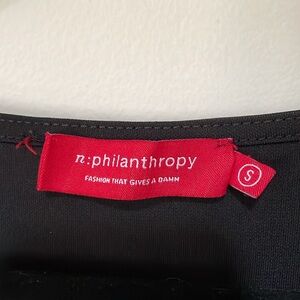 n:philanthropy
FASHION THAT GIVES A DAMN
S